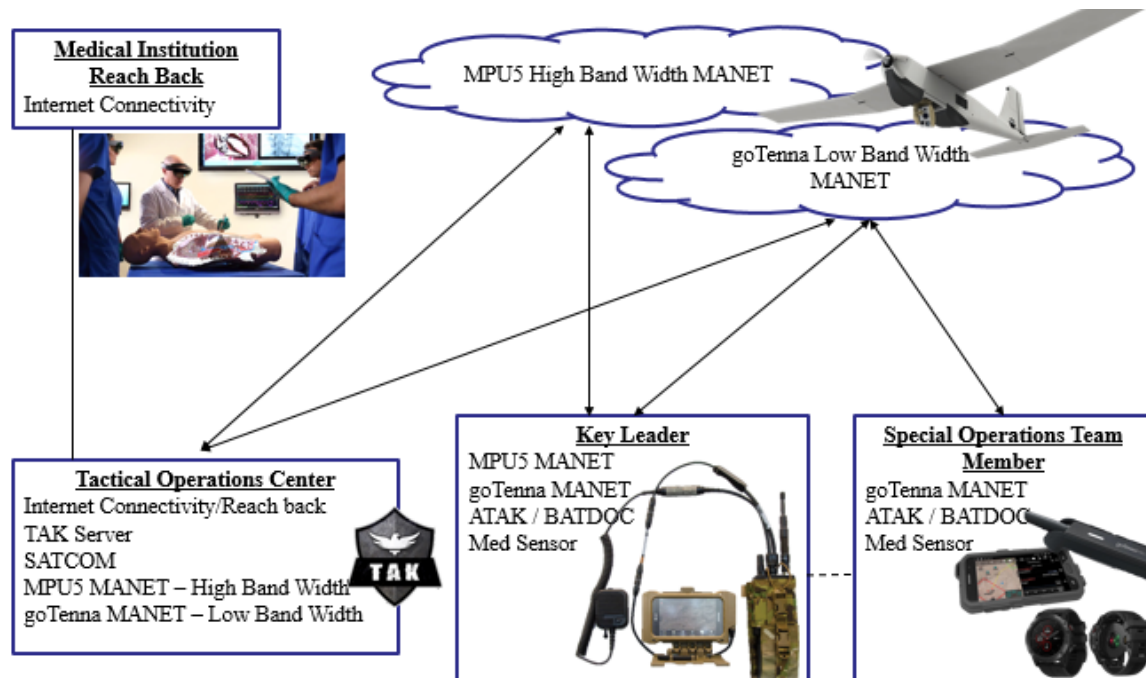 Medical Institution
Reach Back
Internet Connectivity
MPU5 High Band Width MANET
goTenna Low Band Width
MANET
Tactical Operations Center
Internet Connectivity/Reach back
TAK Server
SATCOM
MPU5 MANET – High Band Width
goTenna MANET – Low Band Width
TAK
Key Leader
MPU5 MANET
goTenna MANET
ATAK / BATDOC
Med Sensor
Special Operations Team
Member
goTenna MANET
ATAK / BATDOC
Med Sensor